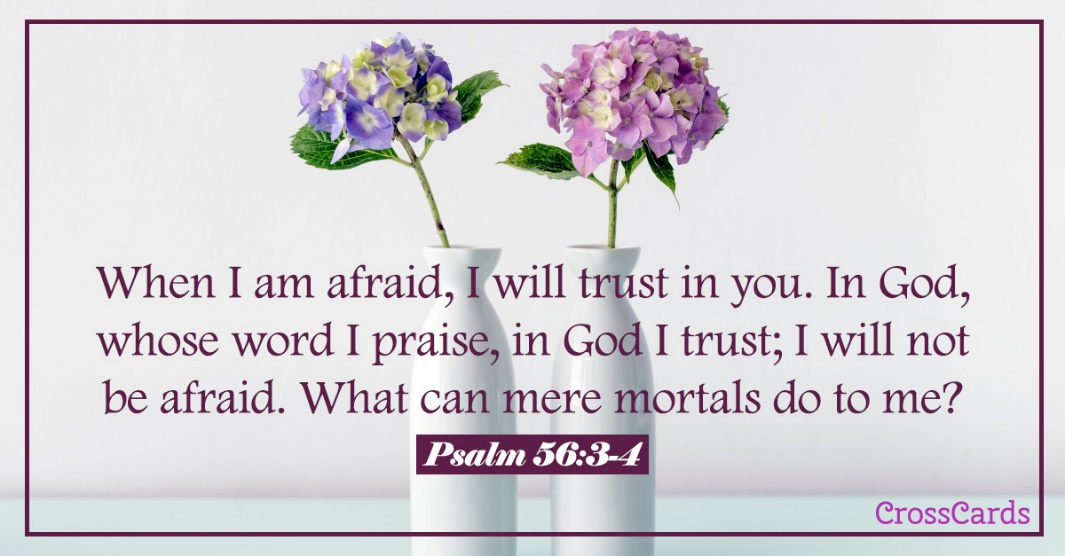 When I am afraid, I will trust in you. In God,
whose word I praise, in God I trust; I will not
be afraid. What can mere mortals do to me?
Psalm 56:3-4
CrossCards